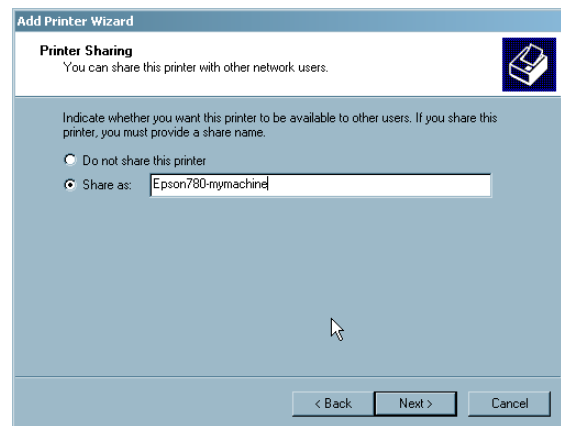 Add Printer Wizard
Printer Sharing
You can share this printer with other network users.
Indicate whether you want this printer to be available to other users. If you share this
printer, you must provide a share name.
Do not share this printer
Share as: Epson780-mymachine
< Back Next > Cancel